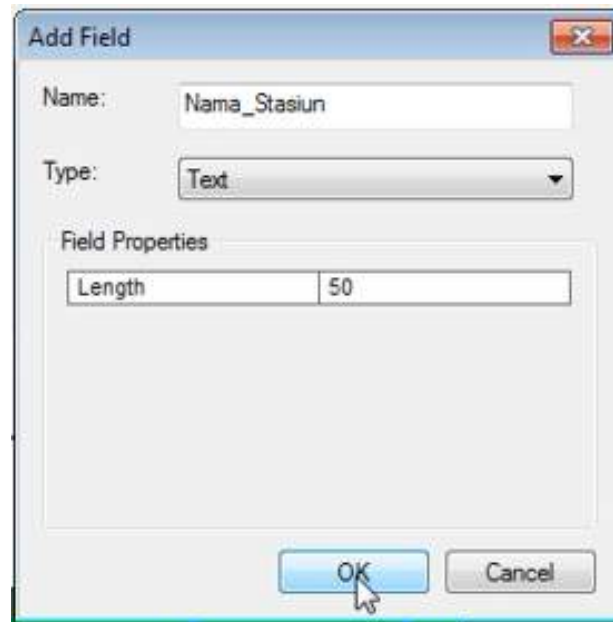 Add Field
Name: Nama_Stasiun
Type: Text
Field Properties
Length 50
OK Cancel